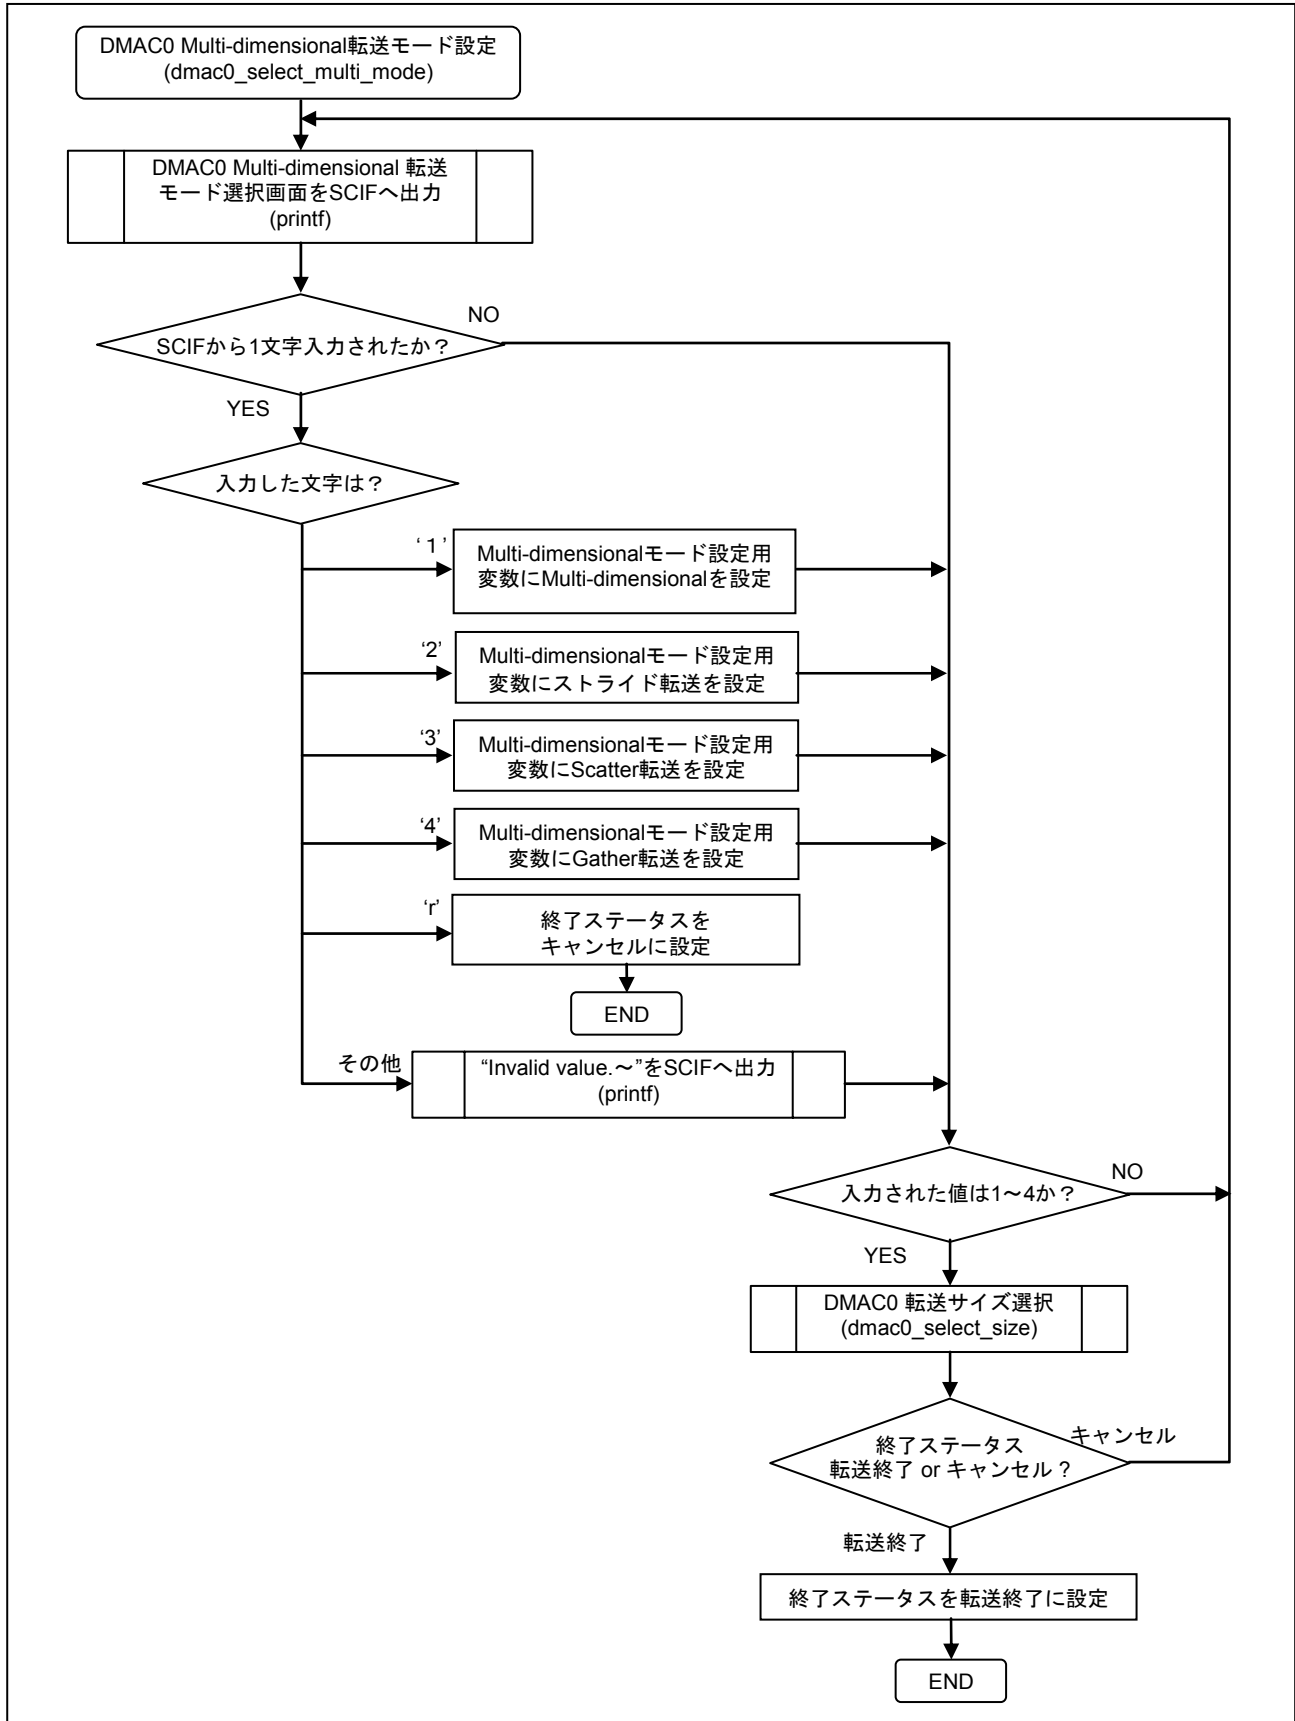 DMAC0 Multi-dimensional転送モード設定
(dmac0_select_multi_mode)
DMAC0 Multi-dimensional 転送
モード選択画面をSCIFへ出力
(printf)
NO
SCIFから1文字入力されたか？
YES
入力した文字は？
‘１’
Multi-dimensionalモード設定用
変数にMulti-dimensionalを設定
‘2’
Multi-dimensionalモード設定用
変数にストライド転送を設定
‘3’
Multi-dimensionalモード設定用
変数にScatter転送を設定
‘4’
Multi-dimensionalモード設定用
変数にGather転送を設定
‘r’
終了ステータスを
キャンセルに設定
END
その他
“Invalid value.～”をSCIFへ出力
(printf)
入力された値は1～4か？
NO
YES
DMAC0 転送サイズ選択
(dmac0_select_size)
キャンセル
終了ステータス
転送終了 or キャンセル？
転送終了
終了ステータスを転送終了に設定
END